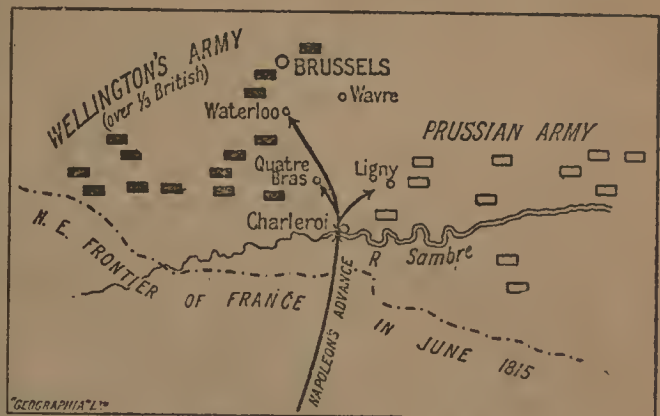 WELLINGTON'S ARMY
(over ⅓ British)
BRUSSELS
Wavre
Waterloo
PRUSSIAN ARMY
Quatre
Bras
Ligny
Charleroi
R Sambre
N. E. FRONTIER
OF FRANCE
IN JUNE 1815
NAPOLEON'S ADVANCE
"GEOGRAPHIA" LTD